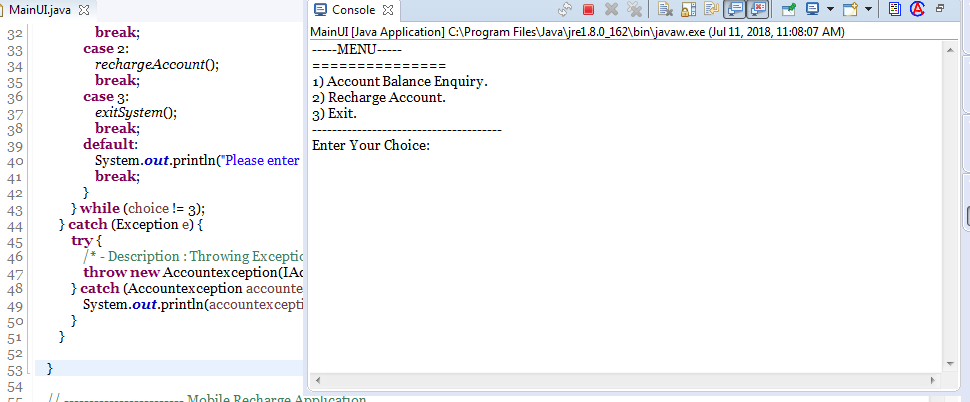 MainUI.java
32 break;
33 case 2:
34 rechargeAccount();
35 break;
36 case 3:
37 exitSystem();
38 break;
39 default:
40 System.out.println("Please enter
41 break;
42 }
43 } while (choice != 3);
44 } catch (Exception e) {
45 try {
46 /* - Description : Throwing Exceptio
47 throw new Accountexception(IAc
48 } catch (Accountexception accounte
49 System.out.println(accountexcepti
50 }
51 }
52
53 }
54
55 // ------------------------ Mobile Recharge Application
Console
MainUI [Java Application] C:\Program Files\Java\jre1.8.0_162\bin\javaw.exe (Jul 11, 2018, 11:08:07 AM)
-----MENU-----
===============
1) Account Balance Enquiry.
2) Recharge Account.
3) Exit.
--------------------------------------
Enter Your Choice: